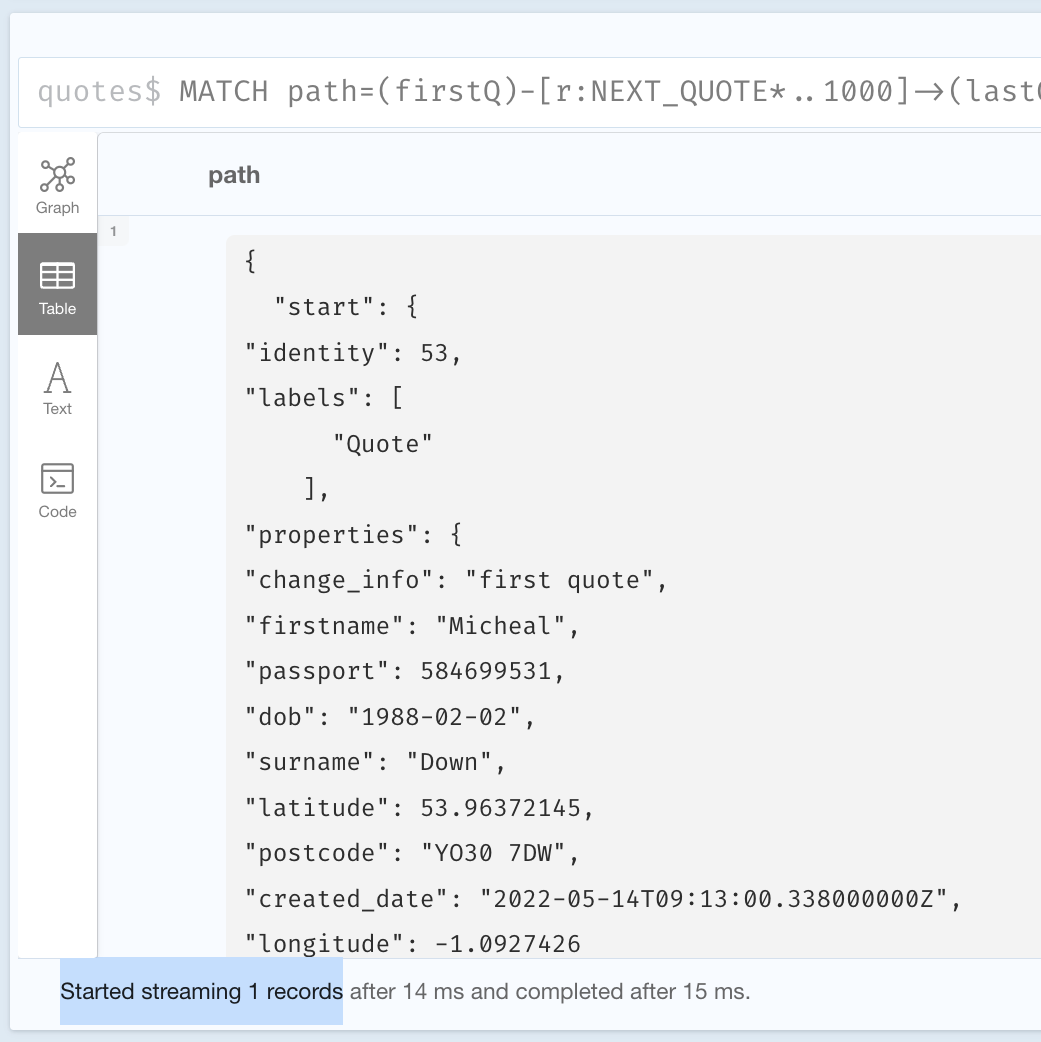 quotes$ MATCH path=(firstQ)-[r:NEXT_QUOTE*..1000]->(last
Graph
Table
Text
Code
path
1
{
"start": {
"identity": 53,
"labels": [
"Quote"
],
"properties": {
"change_info": "first quote",
"firstname": "Micheal",
"passport": 584699531,
"dob": "1988-02-02",
"surname": "Down",
"latitude": 53.96372145,
"postcode": "YO30 7DW",
"created_date": "2022-05-14T09:13:00.338000000Z",
"longitude": -1.0927426
Started streaming 1 records after 14 ms and completed after 15 ms.